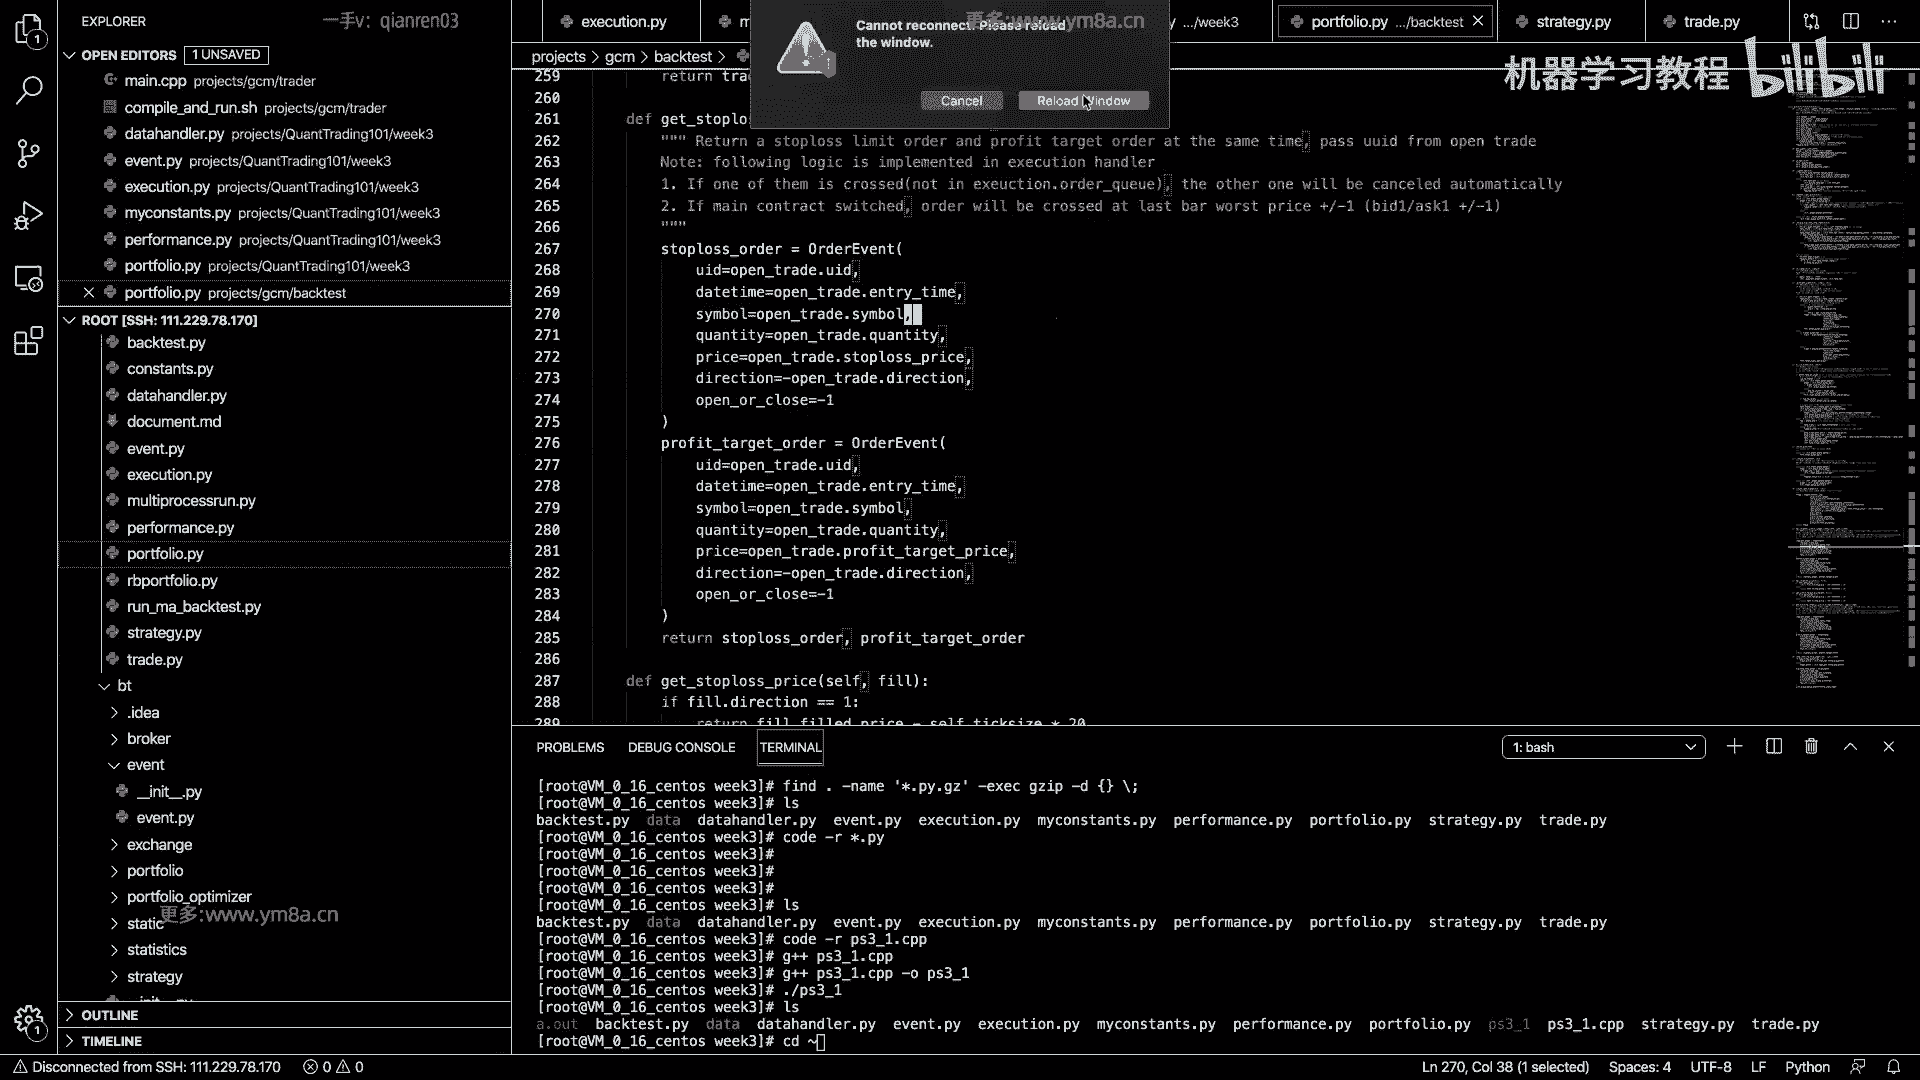 EXPLORER
一手v: qianren03
OPEN EDITORS 1 UNSAVED
main.cpp projects/gcm/trader
compile_and_run.sh projects/gcm/trader
datahandler.py projects/QuantTrading101/week3
event.py projects/QuantTrading101/week3
execution.py projects/QuantTrading101/week3
myconstants.py projects/QuantTrading101/week3
performance.py projects/QuantTrading101/week3
portfolio.py projects/QuantTrading101/week3
portfolio.py projects/gcm/backtest
ROOT [SSH: 111.229.78.170]
backtest.py
constants.py
datahandler.py
document.md
event.py
execution.py
multiprocessrun.py
performance.py
portfolio.py
rbportfolio.py
run_ma_backtest.py
strategy.py
trade.py
bt
.idea
broker
event
__init__.py
event.py
exchange
portfolio
portfolio_optimizer
更多:www.ym8a.cn
static
statistics
strategy
__init__.py
OUTLINE
TIMELINE
execution.py
.../week3
portfolio.py .../backtest
strategy.py
trade.py
projects > gcm > backtest >
Cannot reconnect. Please reload
the window.
更多:www.ym8a.cn
Cancel
Reload Window
机器学习教程 bilibili
259 return tra
260
261 def get_stoplo
262 """ Return a stoploss limit order and profit target order at the same time, pass uuid from open trade
263 Note: following logic is implemented in execution handler
264 1. If one of them is crossed(not in exeuction.order_queue), the other one will be canceled automatically
265 2. If main contract switched, order will be crossed at last bar worst price +/-1 (bid1/ask1 +/-1)
266 """
267 stoploss_order = OrderEvent(
268 uid=open_trade.uid,
269 datetime=open_trade.entry_time,
270 symbol=open_trade.symbol,
271 quantity=open_trade.quantity,
272 price=open_trade.stoploss_price,
273 direction=-open_trade.direction,
274 open_or_close=-1
275 )
276 profit_target_order = OrderEvent(
277 uid=open_trade.uid,
278 datetime=open_trade.entry_time,
279 symbol=open_trade.symbol,
280 quantity=open_trade.quantity,
281 price=open_trade.profit_target_price,
282 direction=-open_trade.direction,
283 open_or_close=-1
284 )
285 return stoploss_order, profit_target_order
286
287 def get_stoploss_price(self, fill):
288 if fill.direction == 1:
289 return fill.filled_price - self.ticksize * 20
PROBLEMS DEBUG CONSOLE TERMINAL
1: bash
[root@VM_0_16_centos week3]# find . -name '*.py.gz' -exec gzip -d {} \;
[root@VM_0_16_centos week3]# ls
backtest.py data datahandler.py event.py execution.py myconstants.py performance.py portfolio.py strategy.py trade.py
[root@VM_0_16_centos week3]# code -r *.py
[root@VM_0_16_centos week3]#
[root@VM_0_16_centos week3]#
[root@VM_0_16_centos week3]#
[root@VM_0_16_centos week3]# ls
backtest.py data datahandler.py event.py execution.py myconstants.py performance.py portfolio.py strategy.py trade.py
[root@VM_0_16_centos week3]# code -r ps3_1.cpp
[root@VM_0_16_centos week3]# g++ ps3_1.cpp
[root@VM_0_16_centos week3]# g++ ps3_1.cpp -o ps3_1
[root@VM_0_16_centos week3]# ./ps3_1
[root@VM_0_16_centos week3]# ls
a.out backtest.py data datahandler.py event.py execution.py myconstants.py performance.py portfolio.py ps3_1 ps3_1.cpp strategy.py trade.py
[root@VM_0_16_centos week3]# cd ~
Disconnected from SSH: 111.229.78.170 0 0
Ln 270, Col 38 (1 selected) Spaces: 4 UTF-8 LF Python